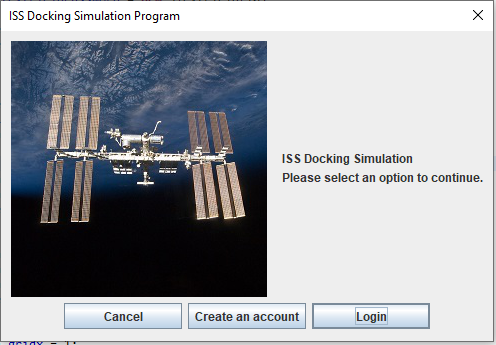 ISS Docking Simulation Program
ISS Docking Simulation
Please select an option to continue.
Cancel
Create an account
Login